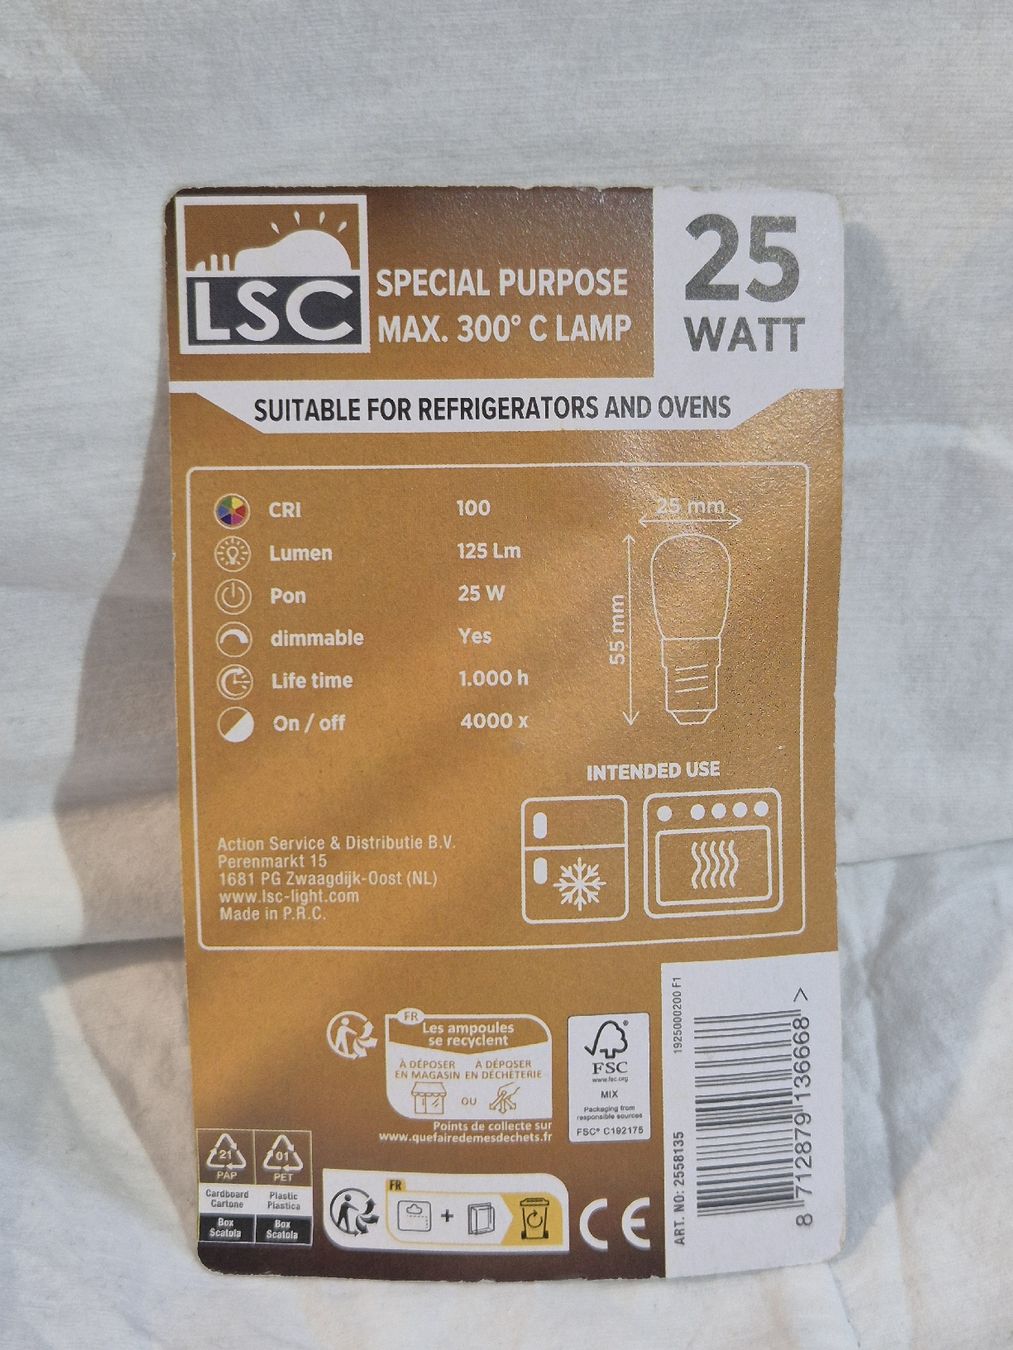 LSC
SPECIAL PURPOSE
MAX. 300° C LAMP
25
WATT
SUITABLE FOR REFRIGERATORS AND OVENS
CRI 100
Lumen 125 Lm
Pon 25 W
dimmable Yes
Life time 1.000 h
On / off 4000 x
25 mm
55 mm
INTENDED USE
Action Service & Distributie B.V.
Perenmarkt 15
1681 PG Zwaagdijk-Oost (NL)
www.lsc-light.com
Made in P.R.C.
FR
Les ampoules
se recyclent
À DÉPOSER
EN MAGASIN
À DÉPOSER
EN DÉCHÈTERIE
OU
Points de collecte sur
www.quefairedemesdechets.fr
FSC®
www.fsc.org
MIX
Packaging from
responsible sources
FSC® C192175
21
PAP
Cardboard
Cartone
Box
Scatola
01
PET
Plastic
Plastica
Box
Scatola
FR
+
CE
ART. NO: 2558135
1925000200 F1
8 712879 136668 >